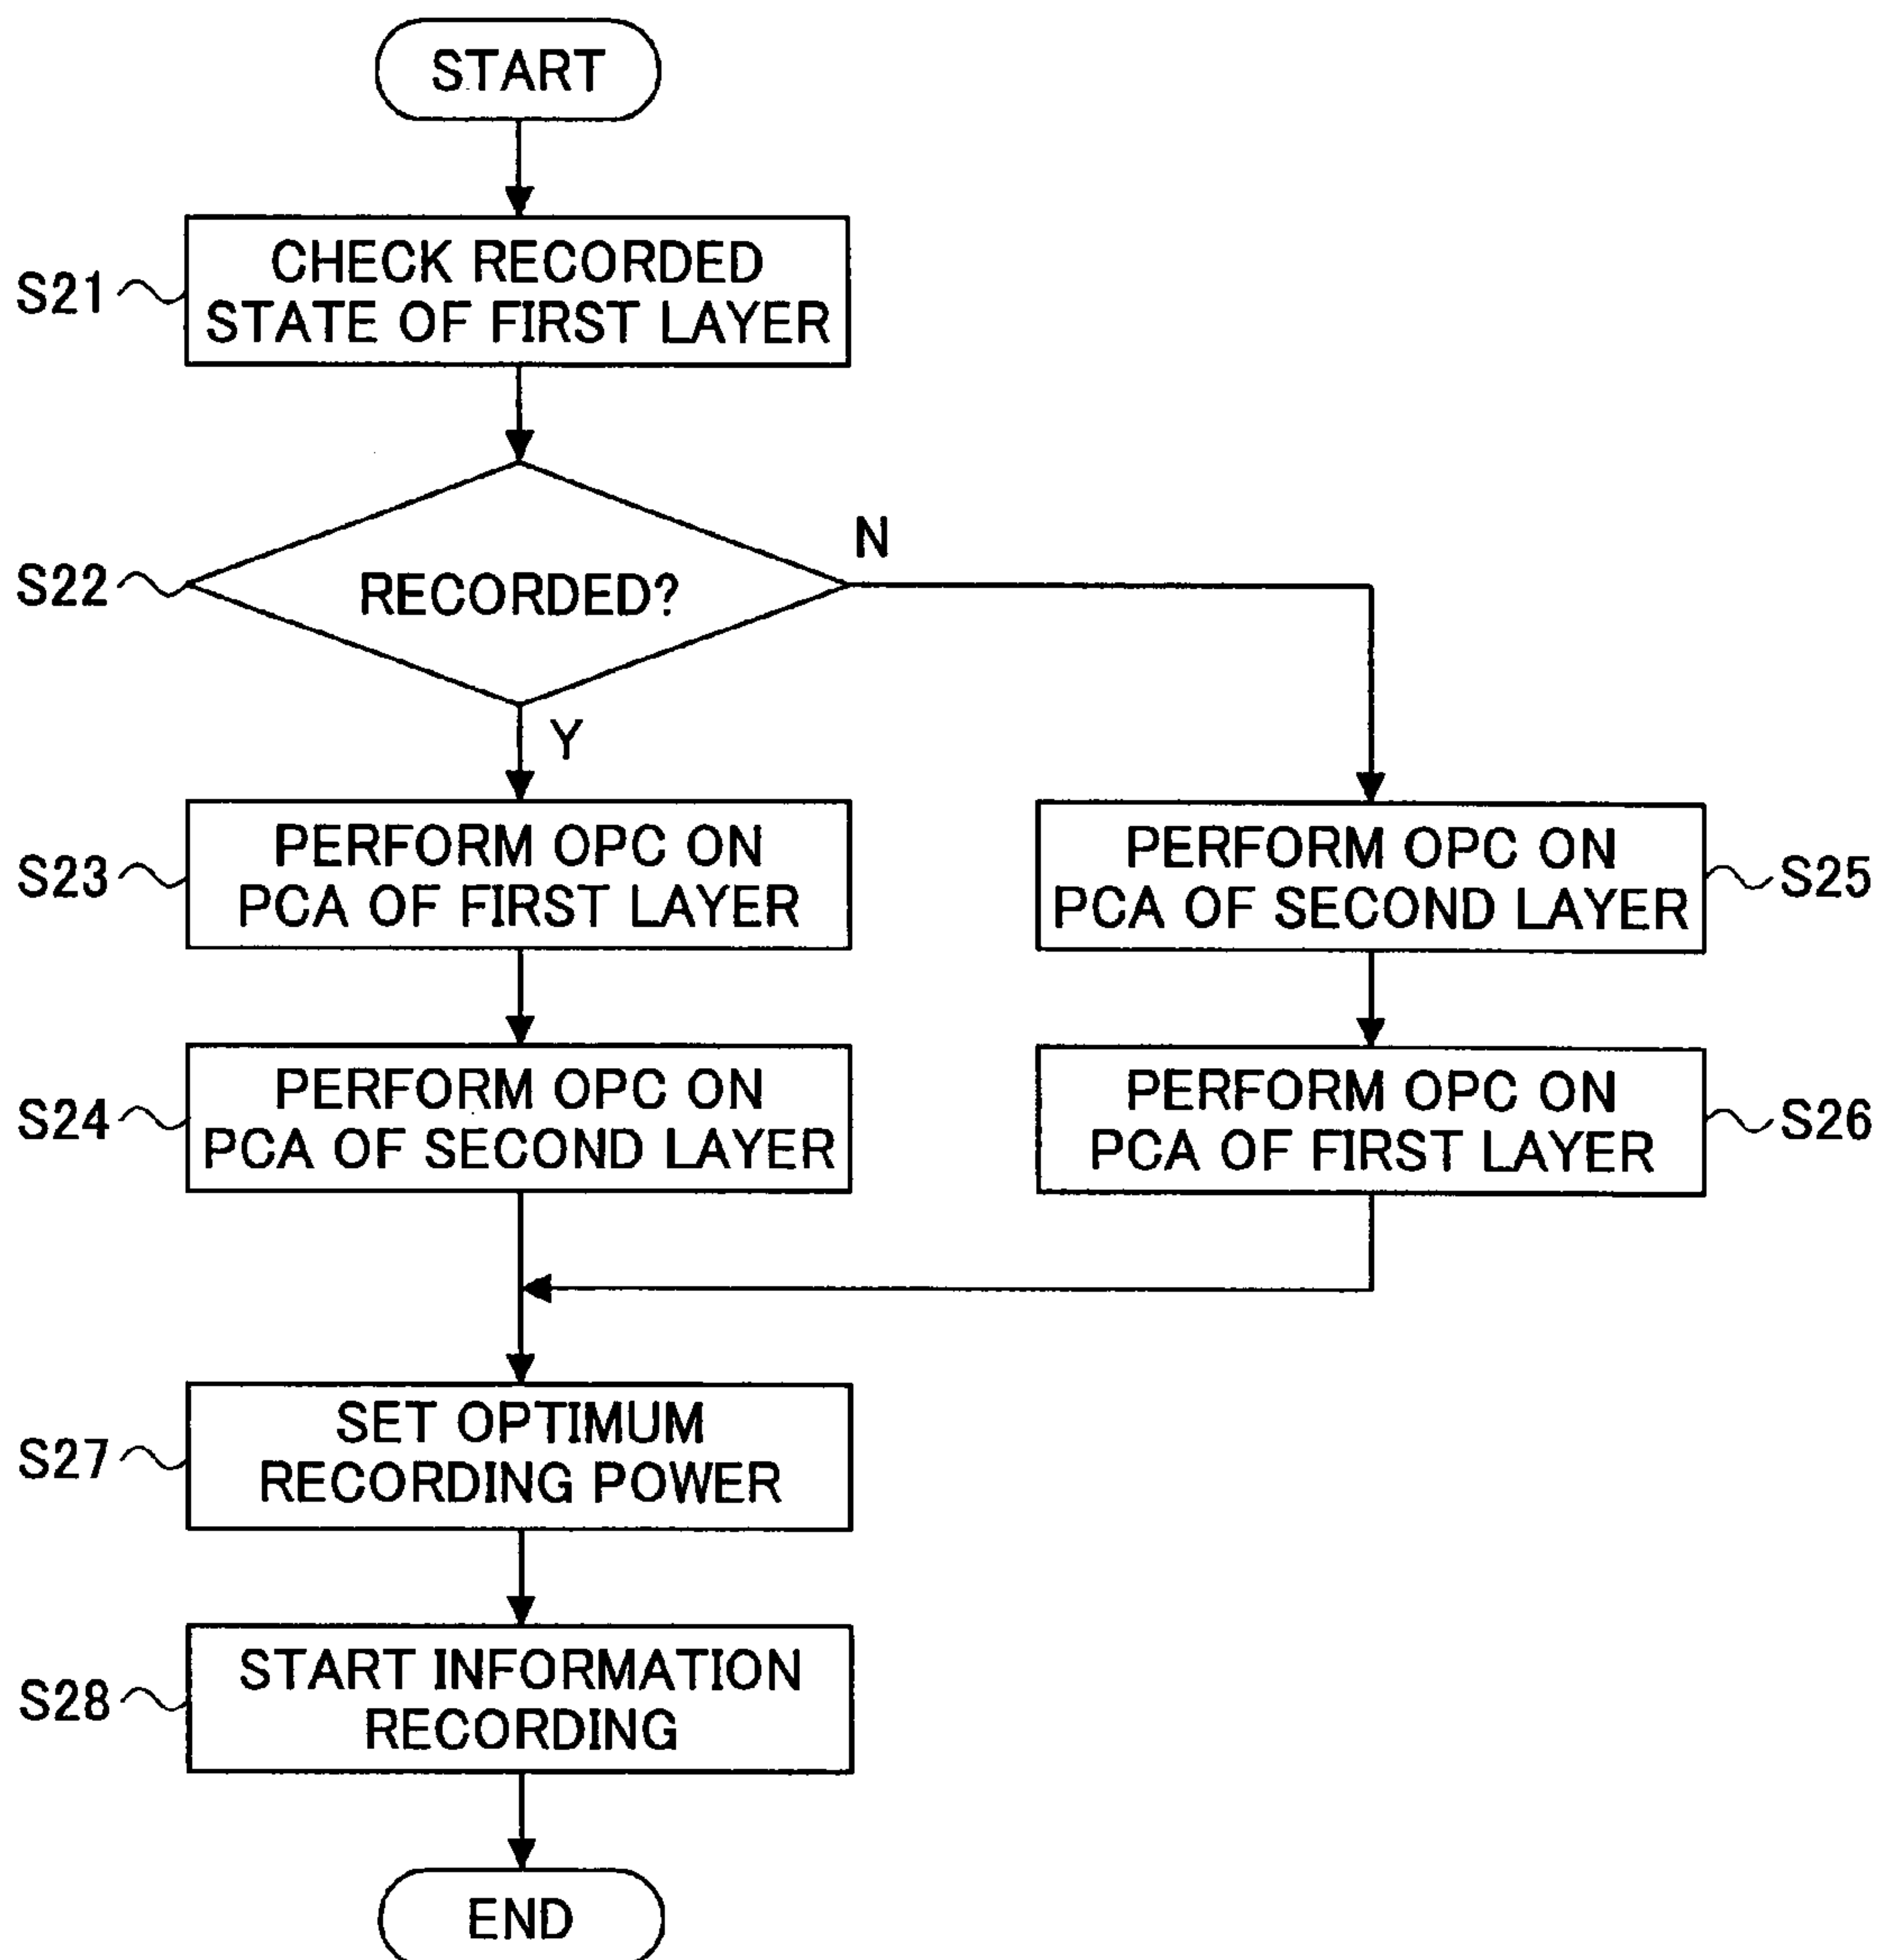 START
S21
CHECK RECORDED
STATE OF FIRST LAYER
S22
RECORDED?
N
Y
S23
PERFORM OPC ON
PCA OF FIRST LAYER
PERFORM OPC ON
PCA OF SECOND LAYER
S25
S24
PERFORM OPC ON
PCA OF SECOND LAYER
PERFORM OPC ON
PCA OF FIRST LAYER
S26
S27
SET OPTIMUM
RECORDING POWER
S28
START INFORMATION
RECORDING
END